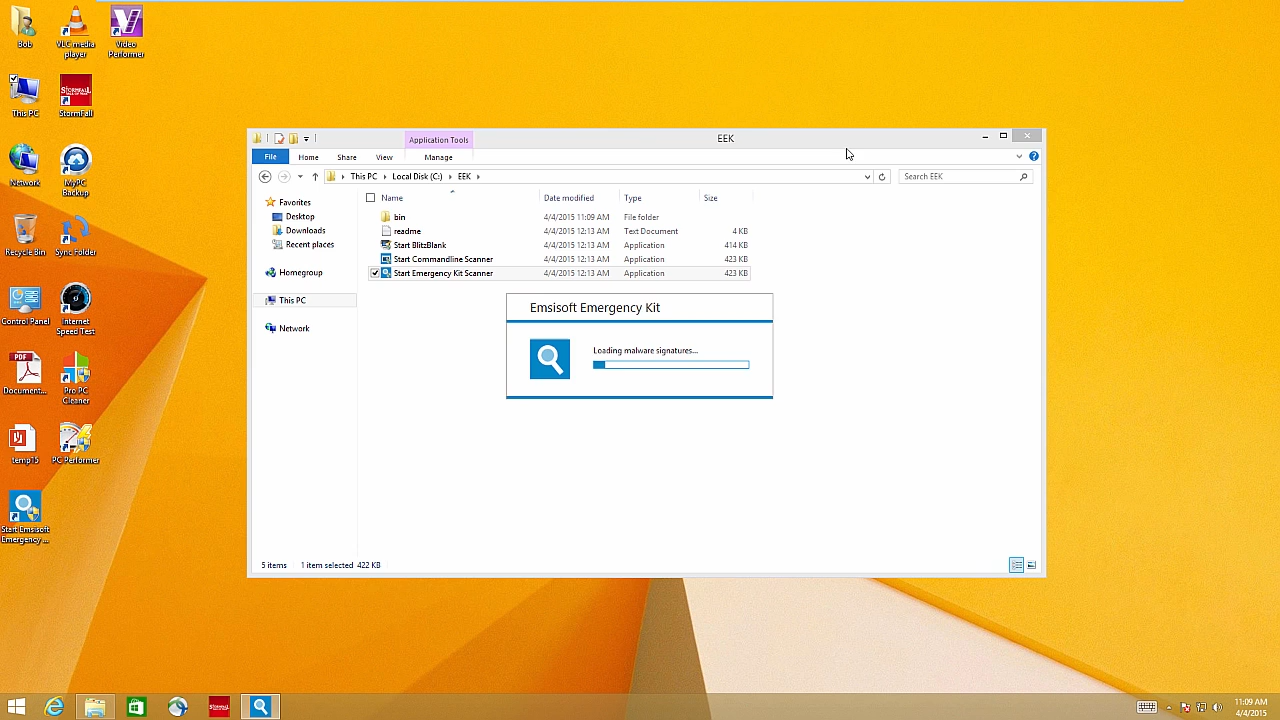 Bob
VLC media player
Video Performer
This PC
STORMFALL
StormFall
Network
MyPC Backup
Recycle Bin
Sync Folder
Control Panel
Internet Speed Test
PDF
Document...
Pro PC Cleaner
temp15
PC Performer
Start Emsisoft Emergency ...
Application Tools
EEK
File
Home
Share
View
Manage
This PC
Local Disk (C:)
EEK
Search EEK
Favorites
Desktop
Downloads
Recent places
Homegroup
This PC
Network
Name Date modified Type Size
bin 4/4/2015 11:09 AM File folder
readme 4/4/2015 12:13 AM Text Document 4 KB
Start BlitzBlank 4/4/2015 12:13 AM Application 414 KB
Start Commandline Scanner 4/4/2015 12:13 AM Application 423 KB
Start Emergency Kit Scanner 4/4/2015 12:13 AM Application 423 KB
Emsisoft Emergency Kit
Loading malware signatures...
5 items 1 item selected 422 KB
STORMFALL
11:09 AM
4/4/2015